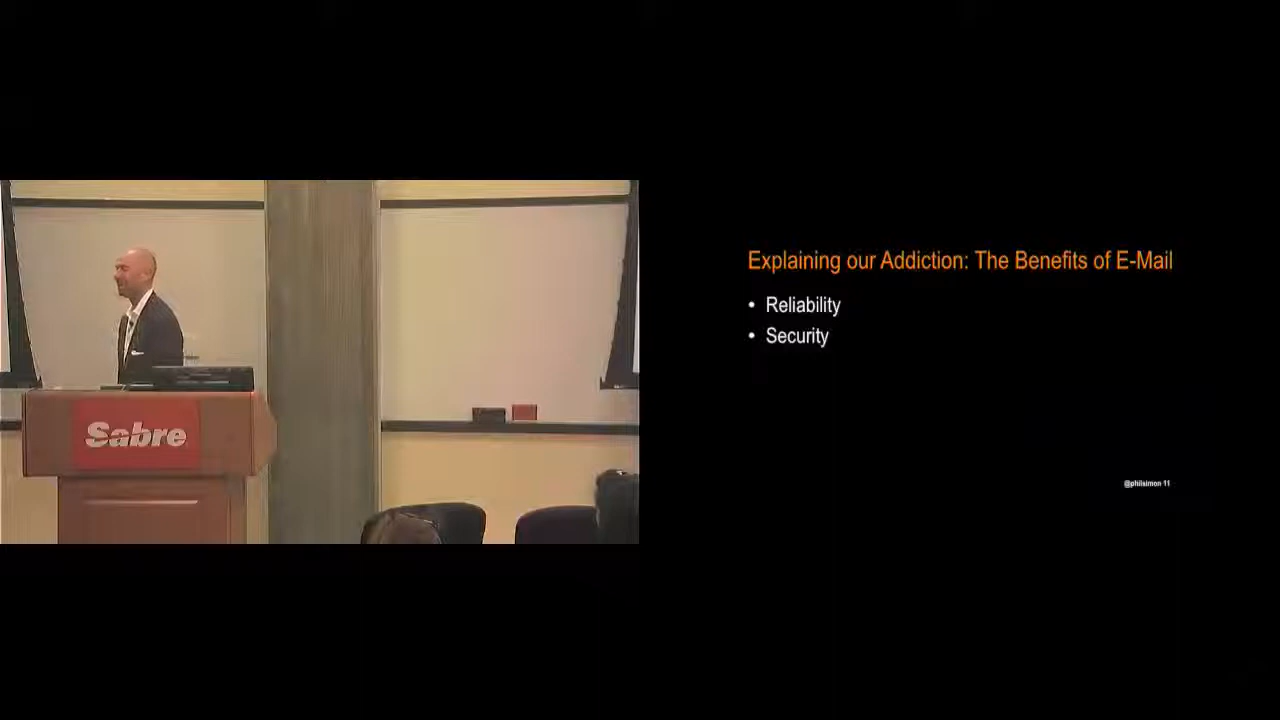 Sabre
Explaining our Addiction: The Benefits of E-Mail
• Reliability
• Security
@philsimon 11